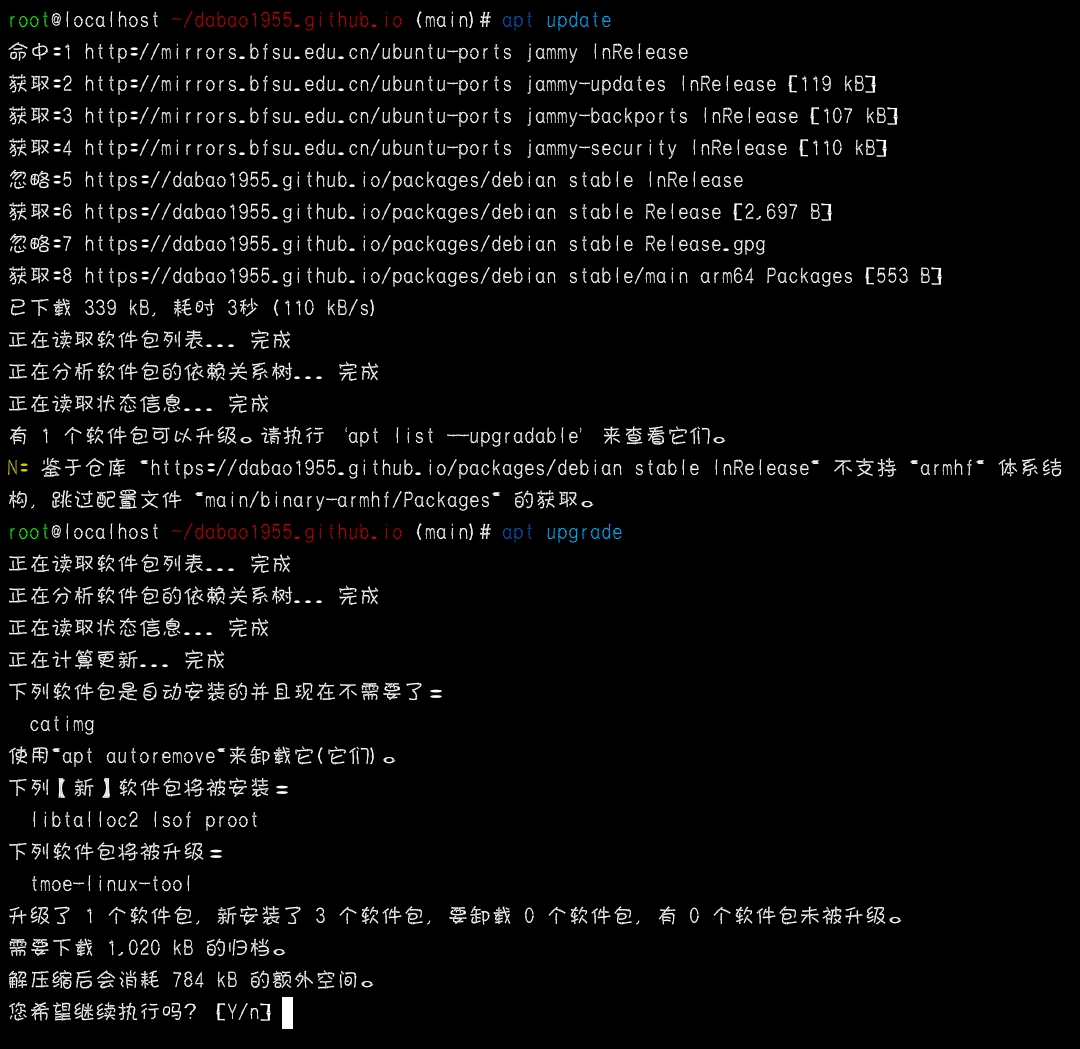 root@localhost ~/dabao1955.github.io (main)# apt update
命中:1 http://mirrors.bfsu.edu.cn/ubuntu-ports jammy InRelease
获取:2 http://mirrors.bfsu.edu.cn/ubuntu-ports jammy-updates InRelease [119 kB]
获取:3 http://mirrors.bfsu.edu.cn/ubuntu-ports jammy-backports InRelease [107 kB]
获取:4 http://mirrors.bfsu.edu.cn/ubuntu-ports jammy-security InRelease [110 kB]
忽略:5 https://dabao1955.github.io/packages/debian stable InRelease
获取:6 https://dabao1955.github.io/packages/debian stable Release [2,697 B]
忽略:7 https://dabao1955.github.io/packages/debian stable Release.gpg
获取:8 https://dabao1955.github.io/packages/debian stable/main arm64 Packages [553 B]
已下载 339 kB, 耗时 3秒 (110 kB/s)
正在读取软件包列表... 完成
正在分析软件包的依赖关系树... 完成
正在读取状态信息... 完成
有 1 个软件包可以升级。请执行 ‘apt list --upgradable’ 来查看它们。
N: 鉴于仓库 "https://dabao1955.github.io/packages/debian stable InRelease" 不支持 "armhf" 体系结
构，跳过配置文件 "main/binary-armhf/Packages" 的获取。
root@localhost ~/dabao1955.github.io (main)# apt upgrade
正在读取软件包列表... 完成
正在分析软件包的依赖关系树... 完成
正在读取状态信息... 完成
正在计算更新... 完成
下列软件包是自动安装的并且现在不需要了：
catimg
使用"apt autoremove"来卸载它(它们)。
下列【新】软件包将被安装：
libtalloc2 lsof proot
下列软件包将被升级：
tmoe-linux-tool
升级了 1 个软件包，新安装了 3 个软件包，要卸载 0 个软件包，有 0 个软件包未被升级。
需要下载 1,020 kB 的归档。
解压缩后会消耗 784 kB 的额外空间。
您希望继续执行吗？ [Y/n]